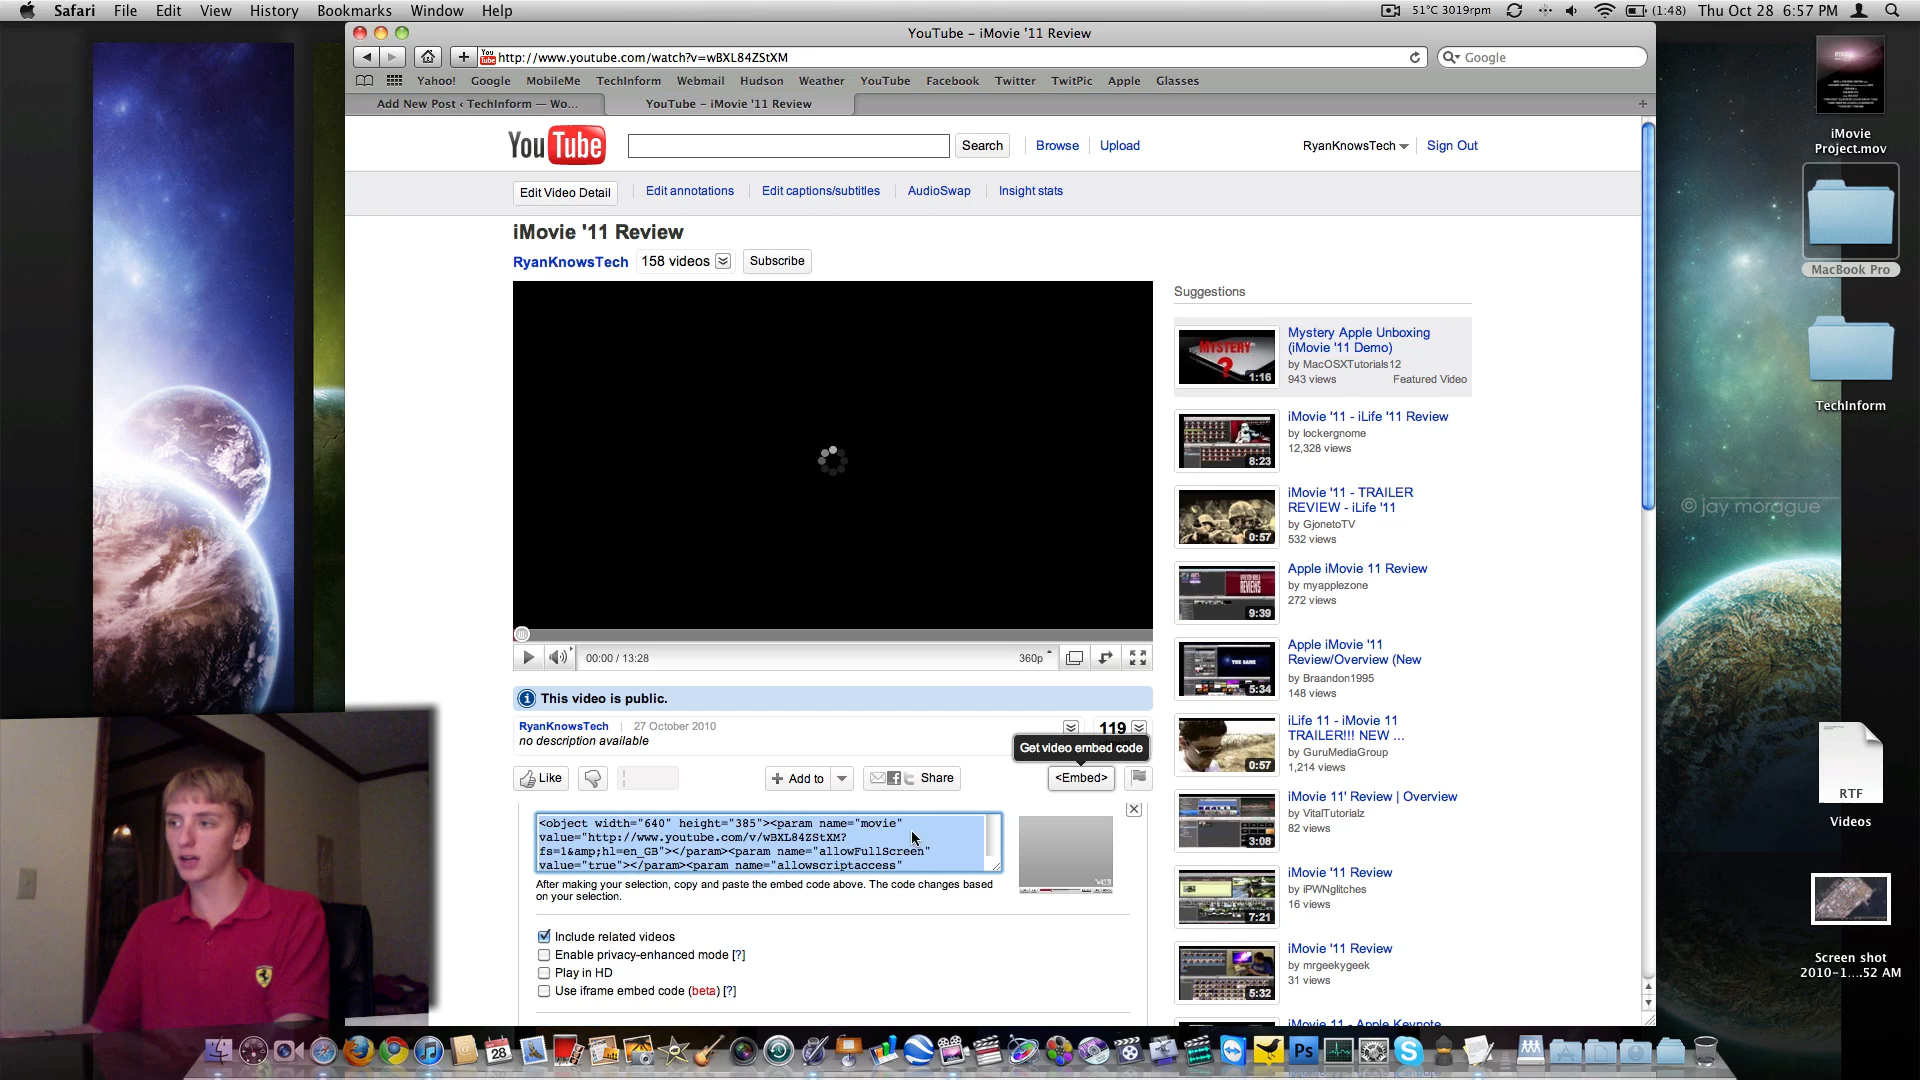 Safari File Edit View History Bookmarks Window Help
51°C 3019rpm (1:48) Thu Oct 28 6:57 PM
YouTube - iMovie '11 Review
http://www.youtube.com/watch?v=wBXL84ZStXM
Google
Yahoo! Google MobileMe TechInform Webmail Hudson Weather YouTube Facebook Twitter TwitPic Apple Glasses
Add New Post ‹ TechInform — Wo...
YouTube - iMovie '11 Review
YouTube
Search
Browse
Upload
RyanKnowsTech
Sign Out
Edit Video Detail
Edit annotations
Edit captions/subtitles
AudioSwap
Insight stats
iMovie '11 Review
RyanKnowsTech 158 videos Subscribe
00:00 / 13:28
360p
This video is public.
RyanKnowsTech | 27 October 2010
119
no description available
Get video embed code
Like
Add to
Share
<Embed>
<object width="640" height="385"><param name="movie"
value="http://www.youtube.com/v/wBXL84ZStXM?
fs=1&amp;hl=en_GB"></param><param name="allowFullScreen"
value="true"></param><param name="allowscriptaccess"
After making your selection, copy and paste the embed code above. The code changes based
on your selection.
Include related videos
Enable privacy-enhanced mode [?]
Play in HD
Use iframe embed code (beta) [?]
Suggestions
MYSTERY
?
1:16
Mystery Apple Unboxing
(iMovie '11 Demo)
by MacOSXTutorials12
943 views Featured Video
8:23
iMovie '11 - iLife '11 Review
by lockergnome
12,328 views
0:57
iMovie '11 - TRAILER
REVIEW - iLife '11
by GjonetoTV
532 views
9:39
Apple iMovie 11 Review
by myapplezone
272 views
5:34
Apple iMovie '11
Review/Overview (New
by Braandon1995
148 views
0:57
iLife 11 - iMovie 11
TRAILER!!! NEW ...
by GuruMediaGroup
1,214 views
3:08
iMovie 11' Review | Overview
by VitalTutorialz
82 views
7:21
iMovie '11 Review
by iPWNglitches
16 views
5:32
iMovie '11 Review
by mrgeekygeek
31 views
iMovie 11 - Apple Keynote
iMovie
Project.mov
MacBook Pro
TechInform
© jay morague
RTF
Videos
Screen shot
2010-1....52 AM
28
Ps